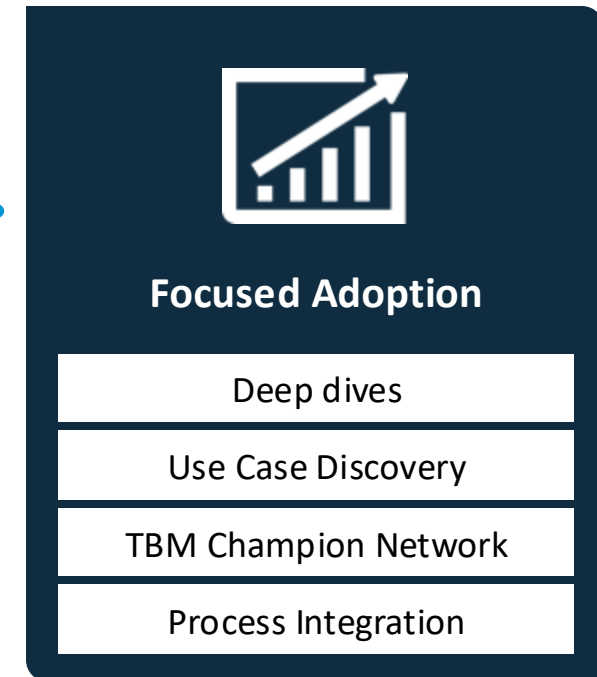 Focused Adoption
Deep dives
Use Case Discovery
TBM Champion Network
Process Integration